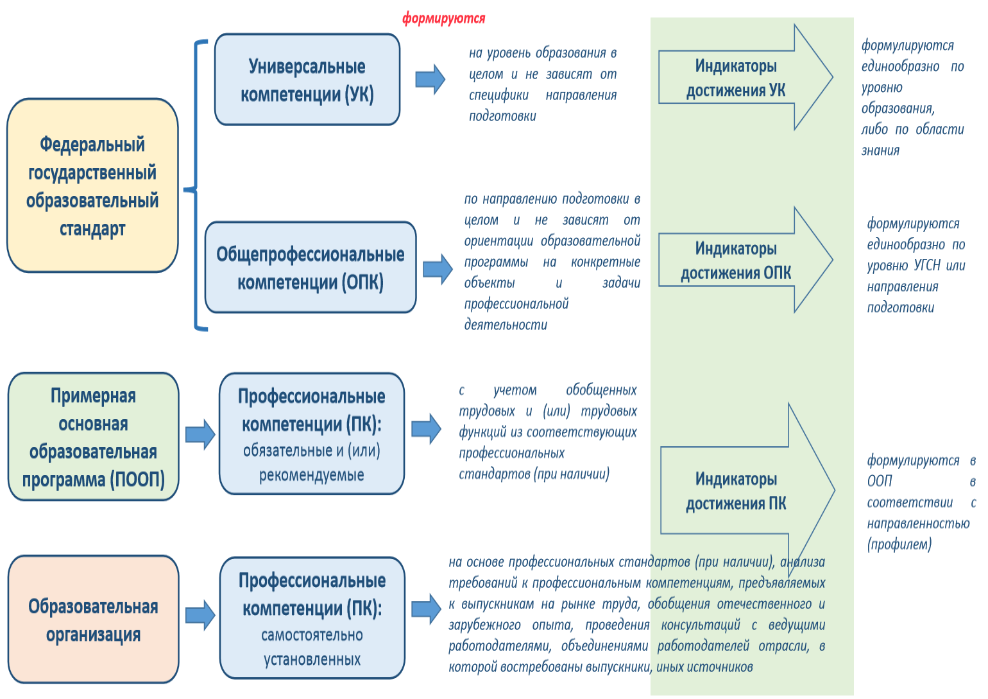 формируются
Федеральный
государственный
образовательный
стандарт
Универсальные
компетенции (УК)
на уровень образования в
целом и не зависят от
специфики направления
подготовки
Индикаторы
достижения УК
формулируются
единообразно по
уровню
образования,
либо по области
знания
Общепрофессиональные
компетенции (ОПК)
по направлению подготовки в
целом и не зависят от
ориентации образовательной
программы на конкретные
объекты и задачи
профессиональной
деятельности
Индикаторы
достижения ОПК
формулируются
единообразно по
уровню УГСН или
направления
подготовки
Примерная
основная
образовательная
программа (ПООП)
Профессиональные
компетенции (ПК):
обязательные и (или)
рекомендуемые
с учетом обобщенных
трудовых и (или) трудовых
функций из соответствующих
профессиональных
стандартов (при наличии)
Индикаторы
достижения ПК
формулируются в
ООП в
соответствии с
направленностью
(профилем)
Образовательная
организация
Профессиональные
компетенции (ПК):
самостоятельно
установленных
на основе профессиональных стандартов (при наличии), анализа
требований к профессиональным компетенциям, предъявляемых
к выпускникам на рынке труда, обобщения отечественного и
зарубежного опыта, проведения консультаций с ведущими
работодателями, объединениями работодателей отрасли, в
которой востребованы выпускники, иных источников